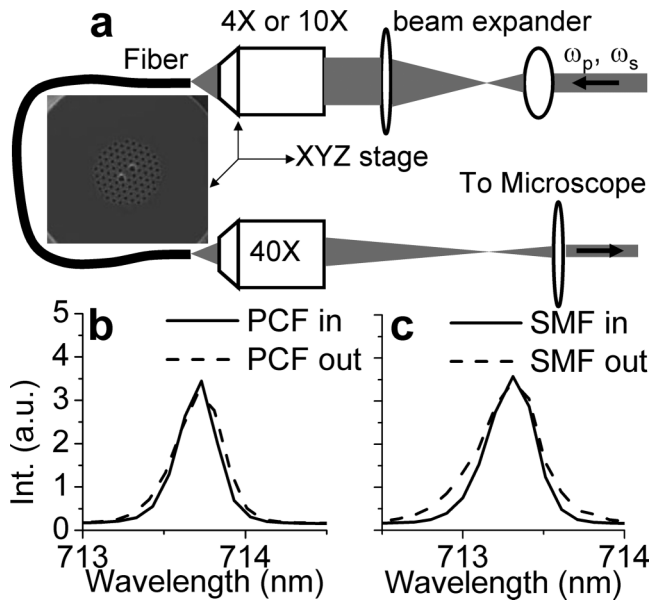 a
4X or 10X
beam expander
Fiber
ωp, ωs
XYZ stage
To Microscope
40X
b
PCF in
PCF out
c
SMF in
SMF out
Int. (a.u.)
5
4
3
2
1
0
713
714
713
714
Wavelength (nm)
Wavelength (nm)